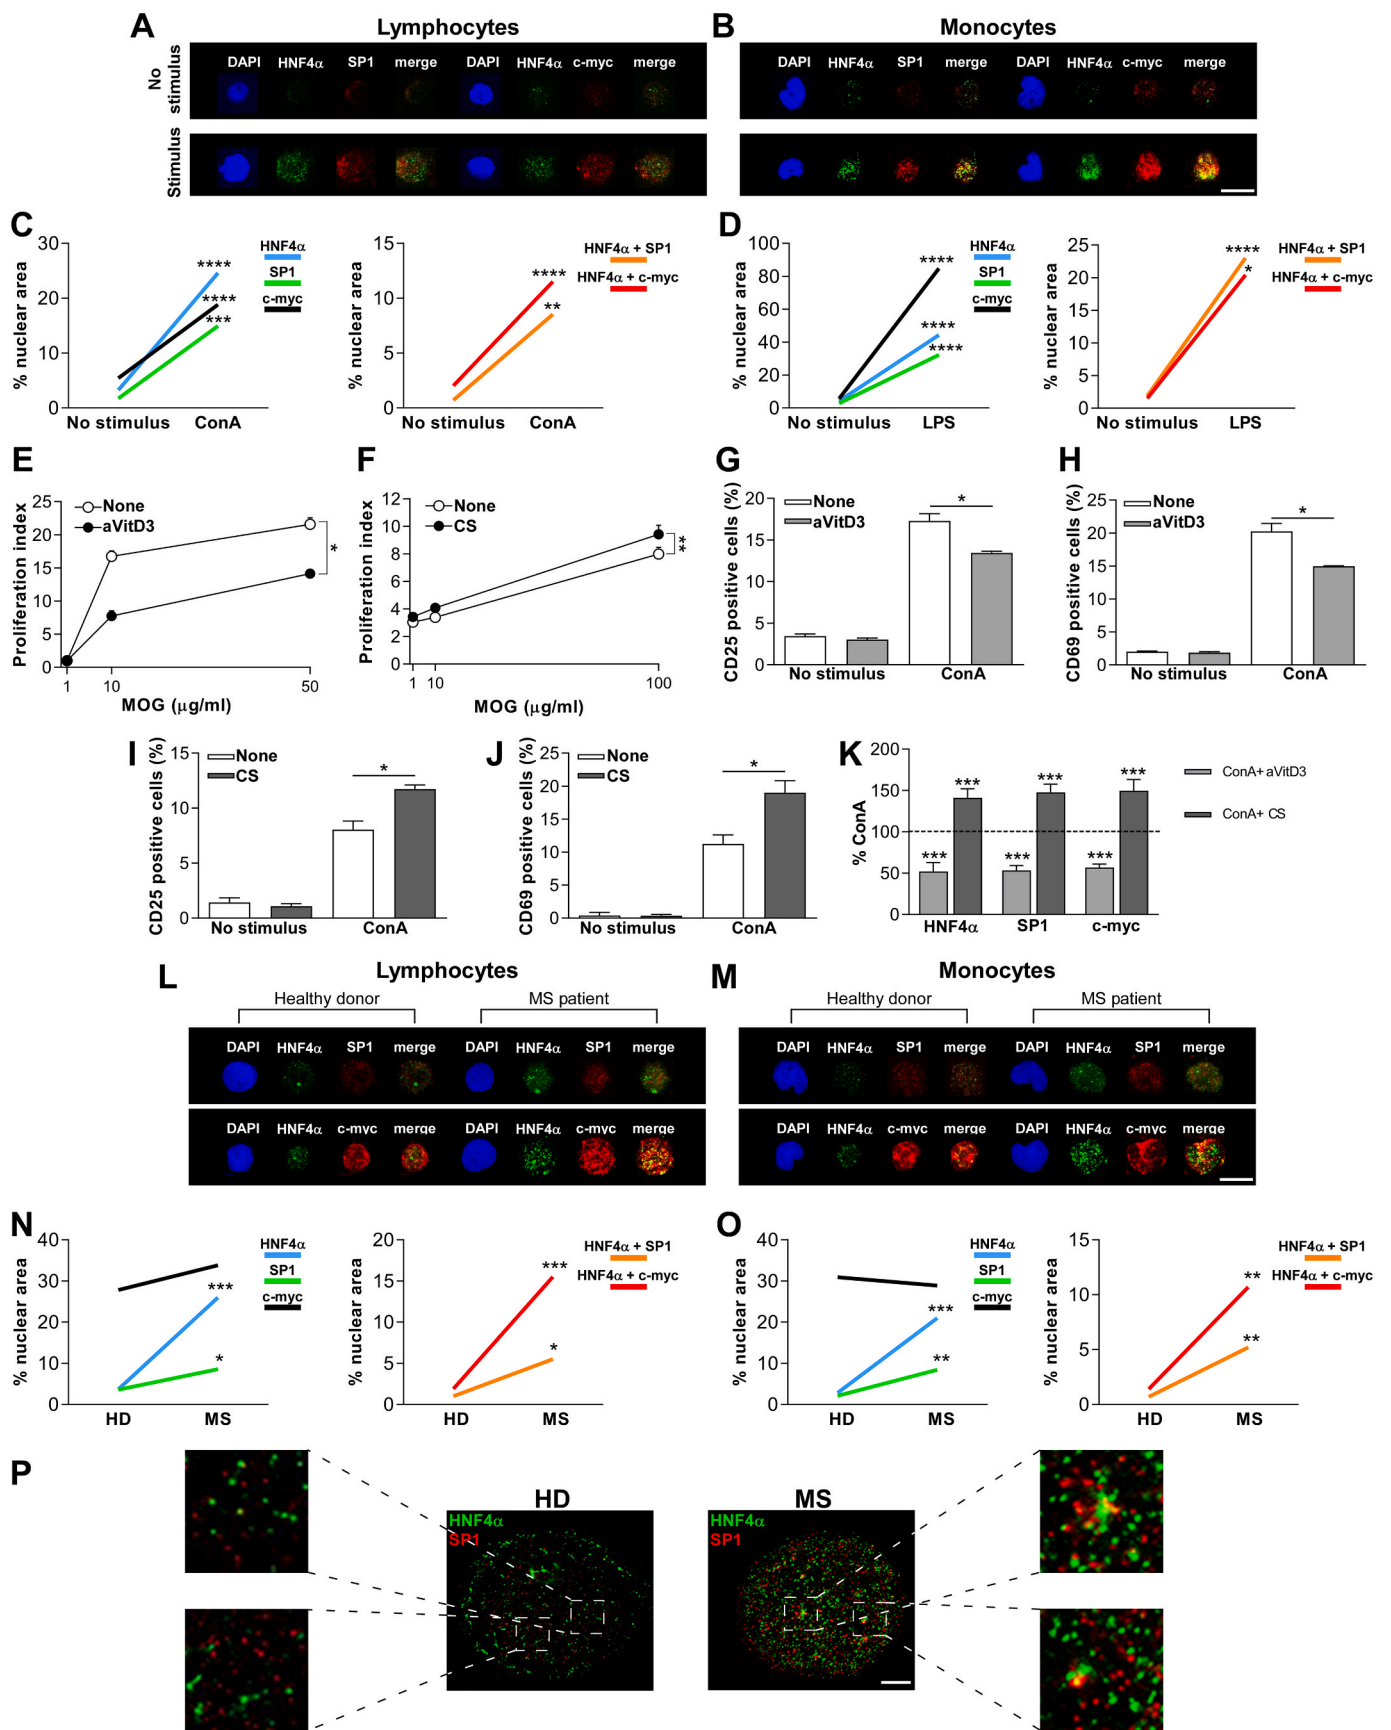 A Lymphocytes
B Monocytes
No stimulus
DAPI HNF4α SP1 merge DAPI HNF4α c-myc merge
DAPI HNF4α SP1 merge DAPI HNF4α c-myc merge
Stimulus
C
% nuclear area
30
20
10
0
No stimulus ConA
HNF4α
SP1
c-myc
****
****
***
% nuclear area
15
10
5
0
No stimulus ConA
HNF4α + SP1
HNF4α + c-myc
****
**
D
% nuclear area
100
80
60
40
20
0
No stimulus LPS
HNF4α
SP1
c-myc
****
****
****
% nuclear area
25
20
15
10
5
0
No stimulus LPS
HNF4α + SP1
HNF4α + c-myc
****
*
E
Proliferation index
25
20
15
10
5
0
None
aVitD3
*
1 10 50
MOG (μg/ml)
F
Proliferation index
12
10
8
6
4
2
0
None
CS
**
1 10 100
MOG (μg/ml)
G
CD25 positive cells (%)
20
15
10
5
0
None
aVitD3
*
No stimulus ConA
H
CD69 positive cells (%)
25
20
15
10
5
0
None
aVitD3
*
No stimulus ConA
I
CD25 positive cells (%)
15
10
5
0
None
CS
*
No stimulus ConA
J
CD69 positive cells (%)
25
20
15
10
5
0
None
CS
*
No stimulus ConA
K
% ConA
200
150
100
50
0
*** *** ***
*** *** ***
HNF4α SP1 c-myc
ConA+ aVitD3
ConA+ CS
L Lymphocytes
Healthy donor MS patient
DAPI HNF4α SP1 merge DAPI HNF4α SP1 merge
DAPI HNF4α c-myc merge DAPI HNF4α c-myc merge
M Monocytes
Healthy donor MS patient
DAPI HNF4α SP1 merge DAPI HNF4α SP1 merge
DAPI HNF4α c-myc merge DAPI HNF4α c-myc merge
N
% nuclear area
40
30
20
10
0
HD MS
HNF4α
SP1
c-myc
***
*
% nuclear area
20
15
10
5
0
HD MS
HNF4α + SP1
HNF4α + c-myc
***
*
O
% nuclear area
40
30
20
10
0
HD MS
HNF4α
SP1
c-myc
***
**
% nuclear area
15
10
5
0
HD MS
HNF4α + SP1
HNF4α + c-myc
**
**
P
HD
HNF4α
SP1
MS
HNF4α
SP1